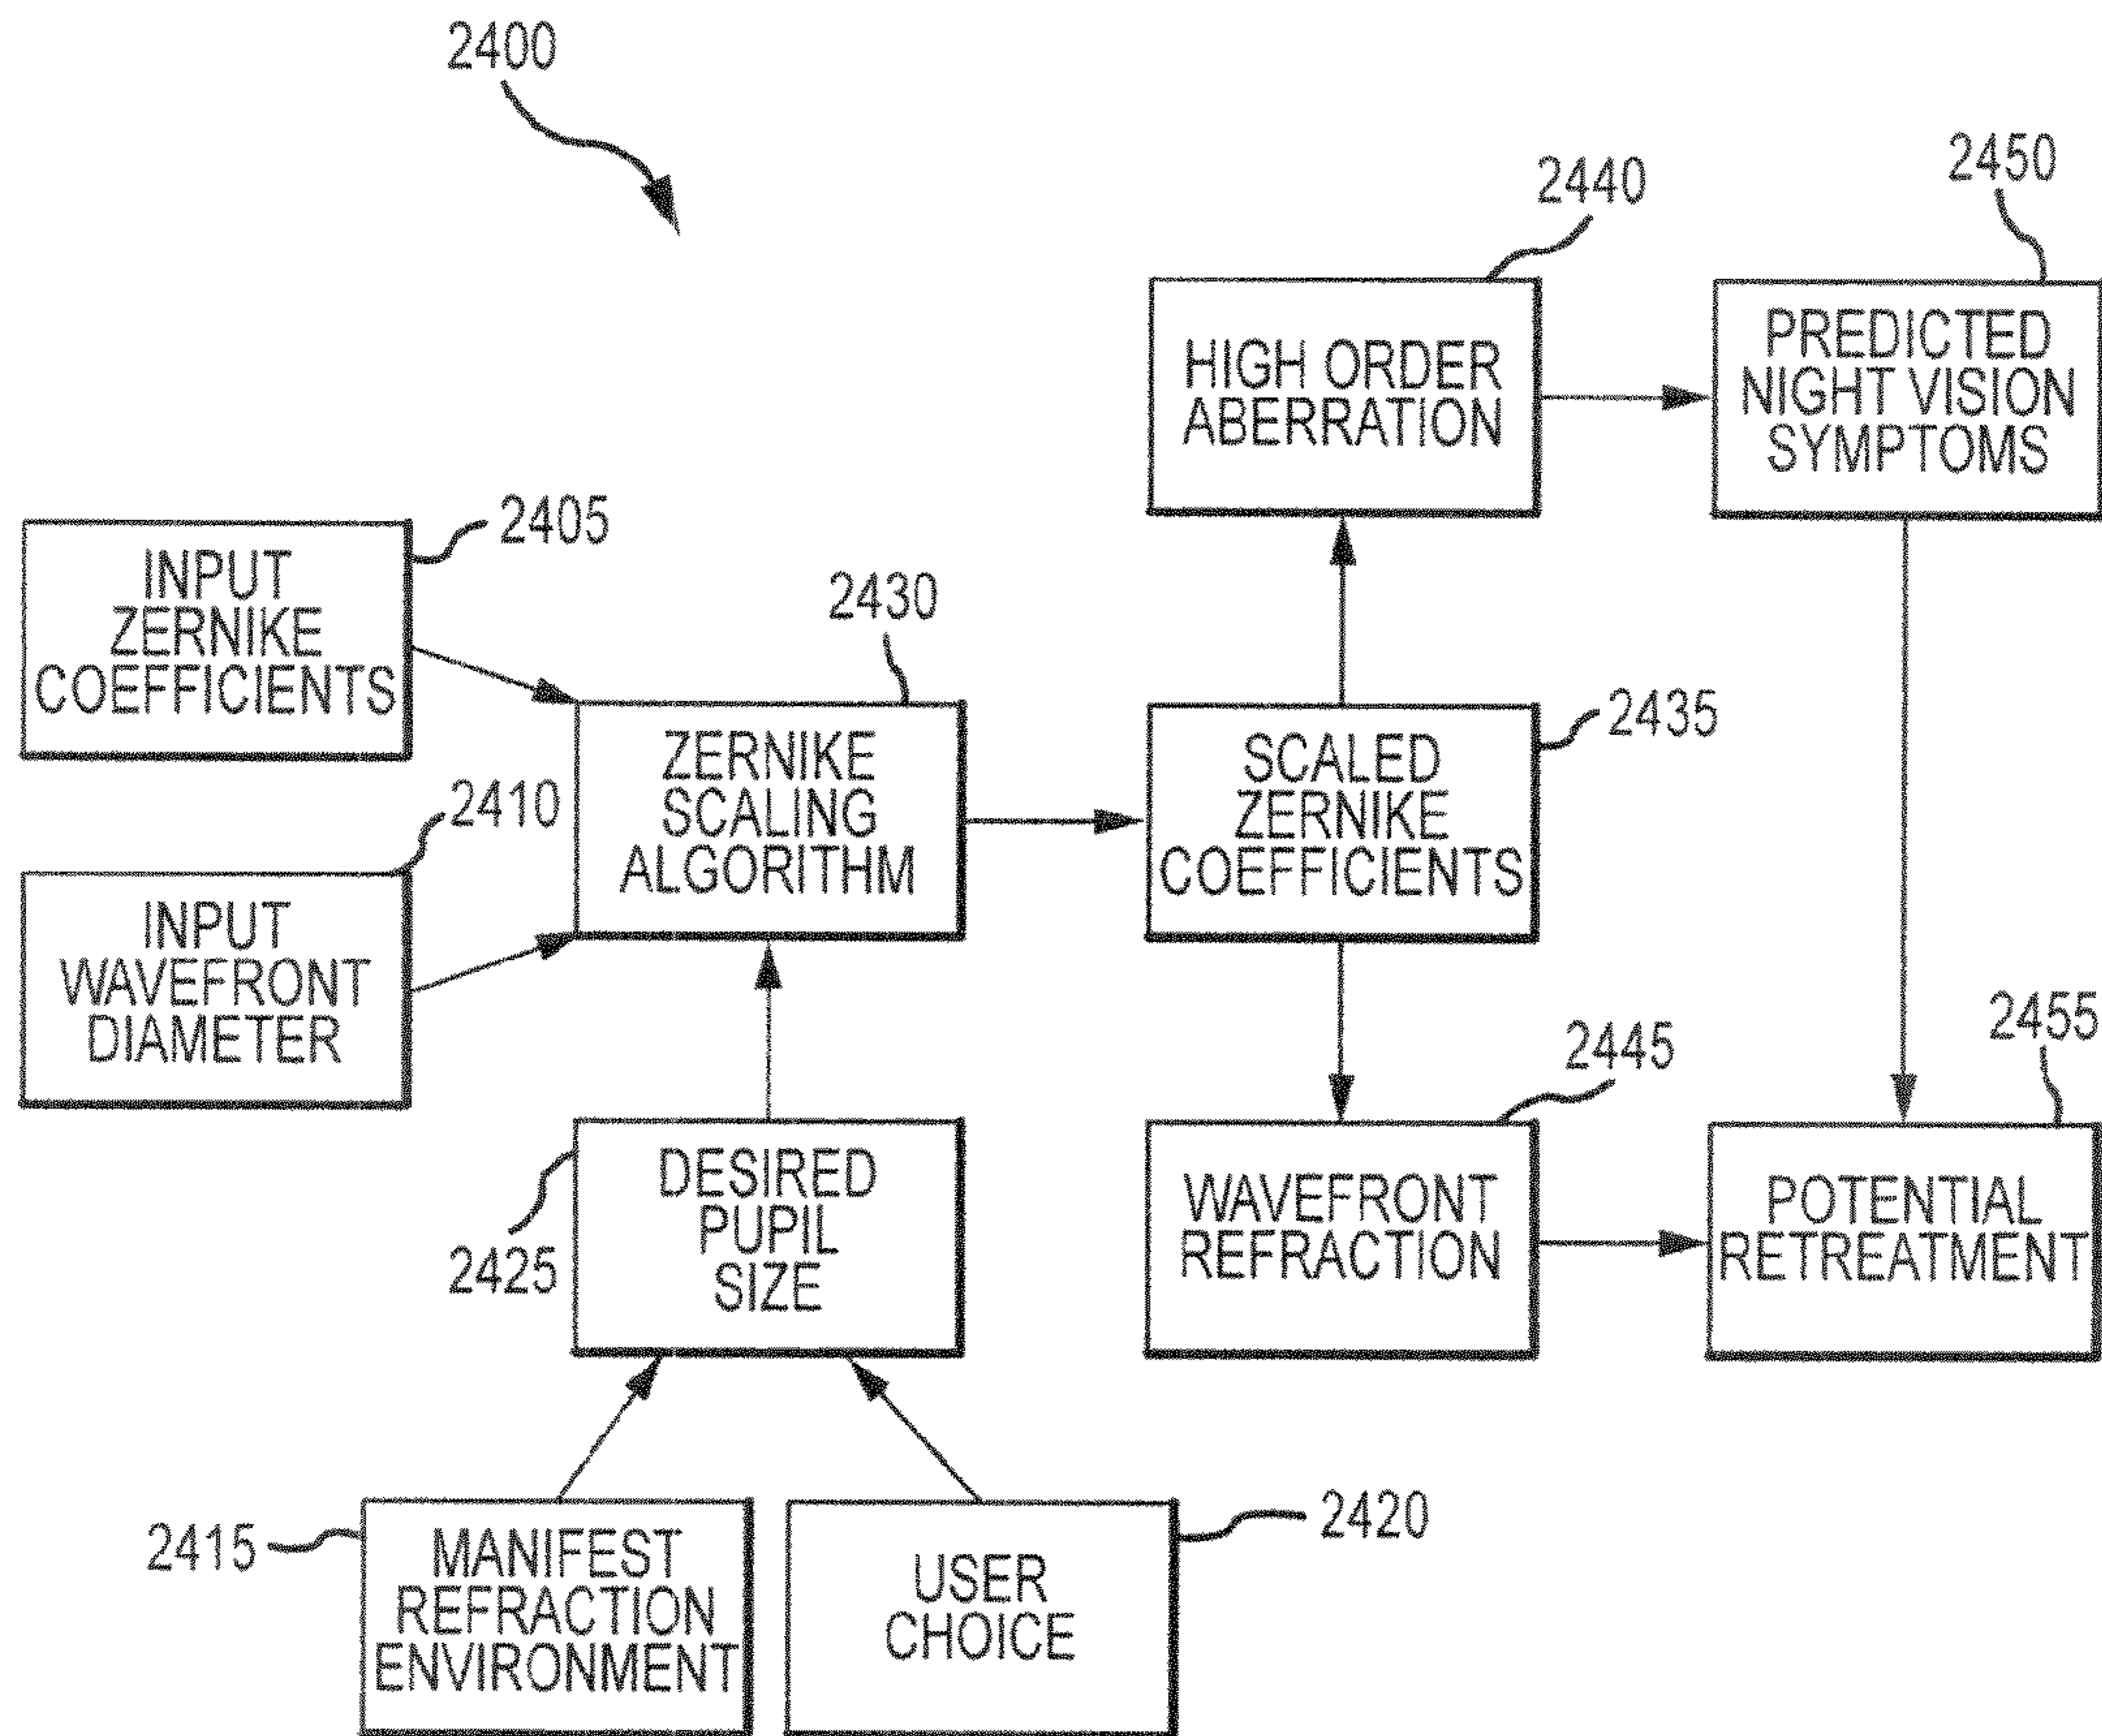 2400
2440
2450
HIGH ORDER
ABERRATION
PREDICTED
NIGHT VISION
SYMPTOMS
2405
INPUT
ZERNIKE
COEFFICIENTS
2430
ZERNIKE
SCALING
ALGORITHM
2435
SCALED
ZERNIKE
COEFFICIENTS
2410
INPUT
WAVEFRONT
DIAMETER
2425
DESIRED
PUPIL
SIZE
2445
WAVEFRONT
REFRACTION
2455
POTENTIAL
RETREATMENT
2415
MANIFEST
REFRACTION
ENVIRONMENT
2420
USER
CHOICE